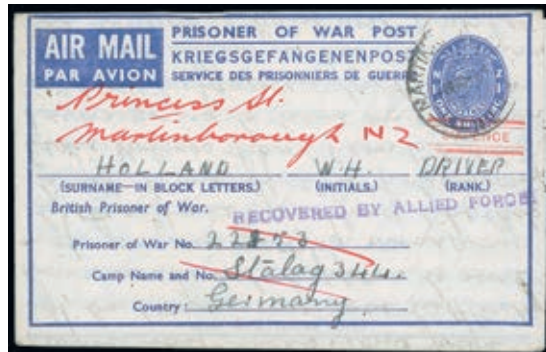 AIR MAIL
PAR AVION
PRISONER OF WAR POST
KRIEGSGEFANGENENPOST
SERVICE DES PRISONNIERS DE GUERRE
Princess St.
Martinborough NZ
HOLLAND W.H. DRIVER
(SURNAME—IN BLOCK LETTERS.) (INITIALS.) (RANK.)
British Prisoner of War.
RECOVERED BY ALLIED FORCE
Prisoner of War No.
Camp Name and No. Stalag 344.
Country: Germany